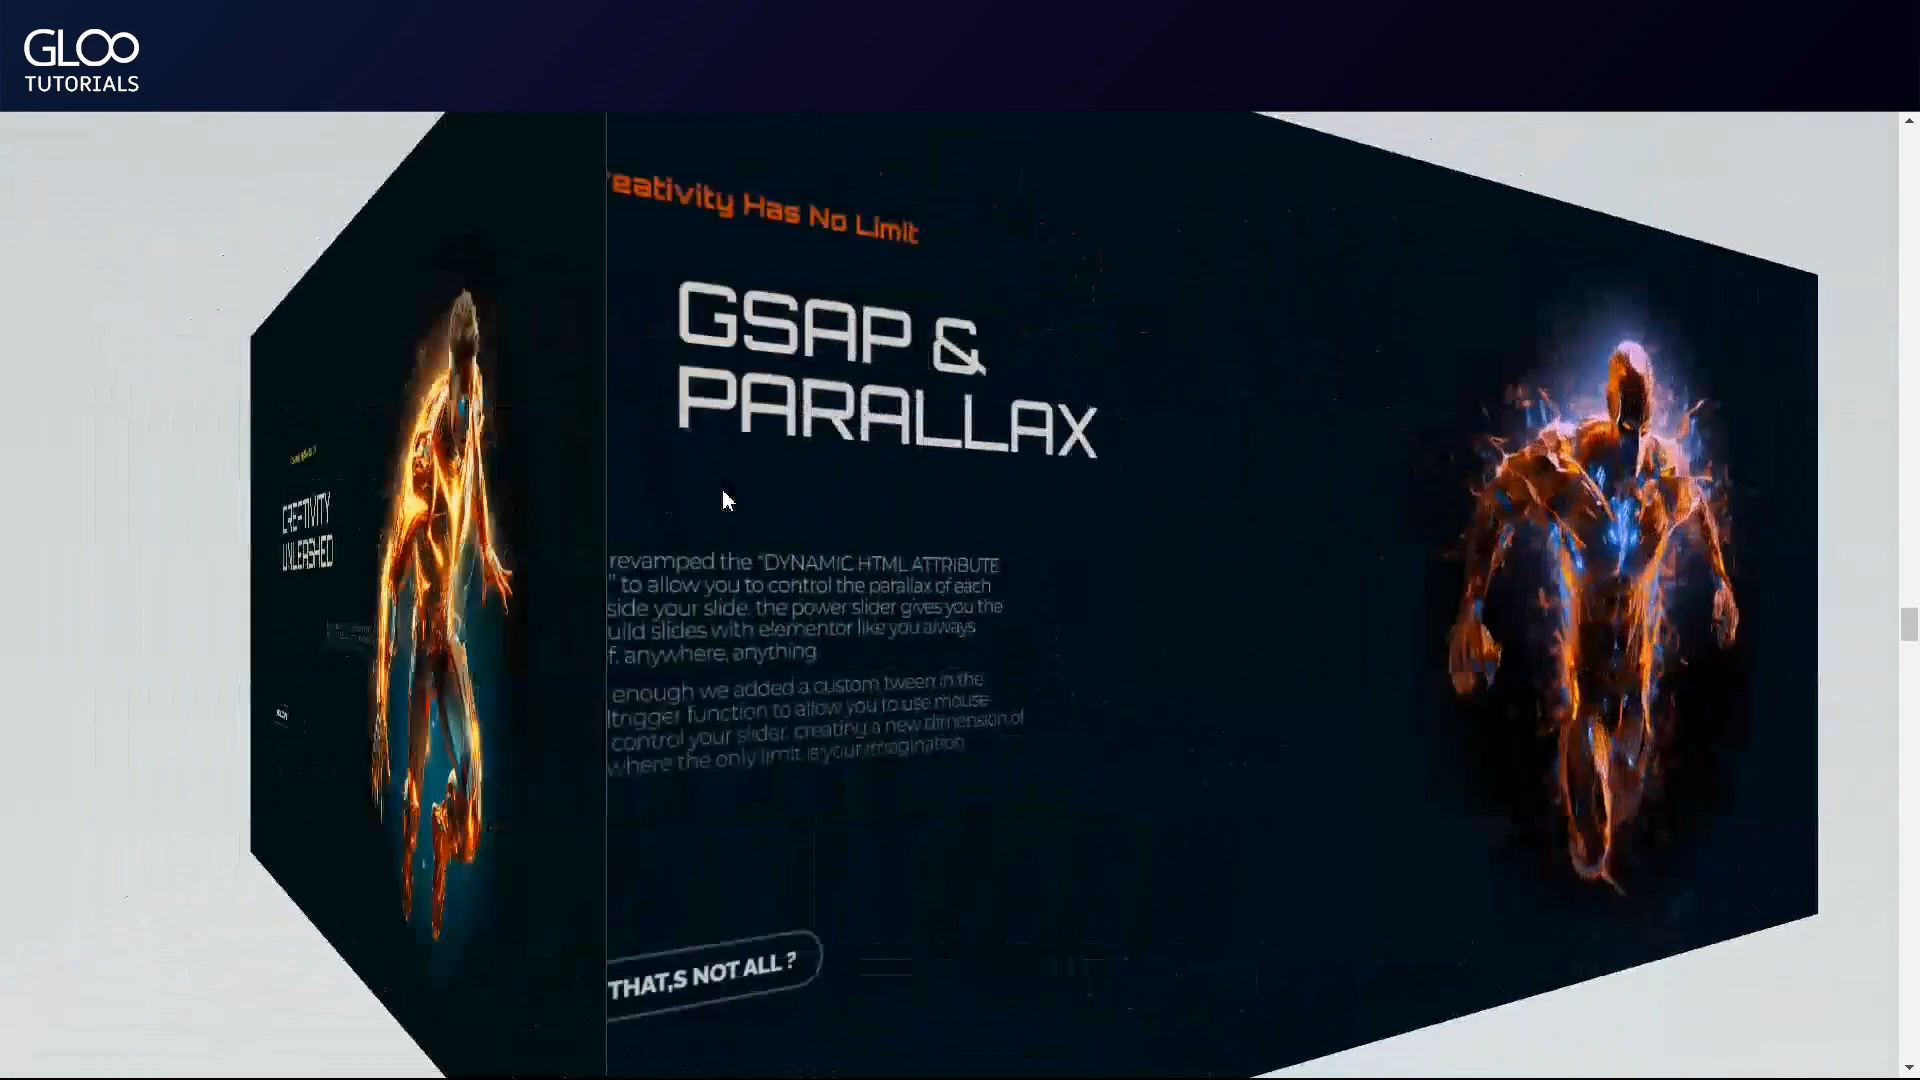 GLOO
TUTORIALS
reativity Has No Limit
GSAP &
PARALLAX
CREATIVITY
UNLEASHED
revamped the "DYNAMIC HTML ATTRIBUTE
" to allow you to control the parallax of each
side your slide, the power slider gives you the
uild slides with elementor like you always
f, anywhere, anything.
enough we added a custom tween in the
ltrigger function to allow you to use mouse
control your slider, creating a new dimension of
where the only limit, is your imagination
THAT,S NOT ALL ?